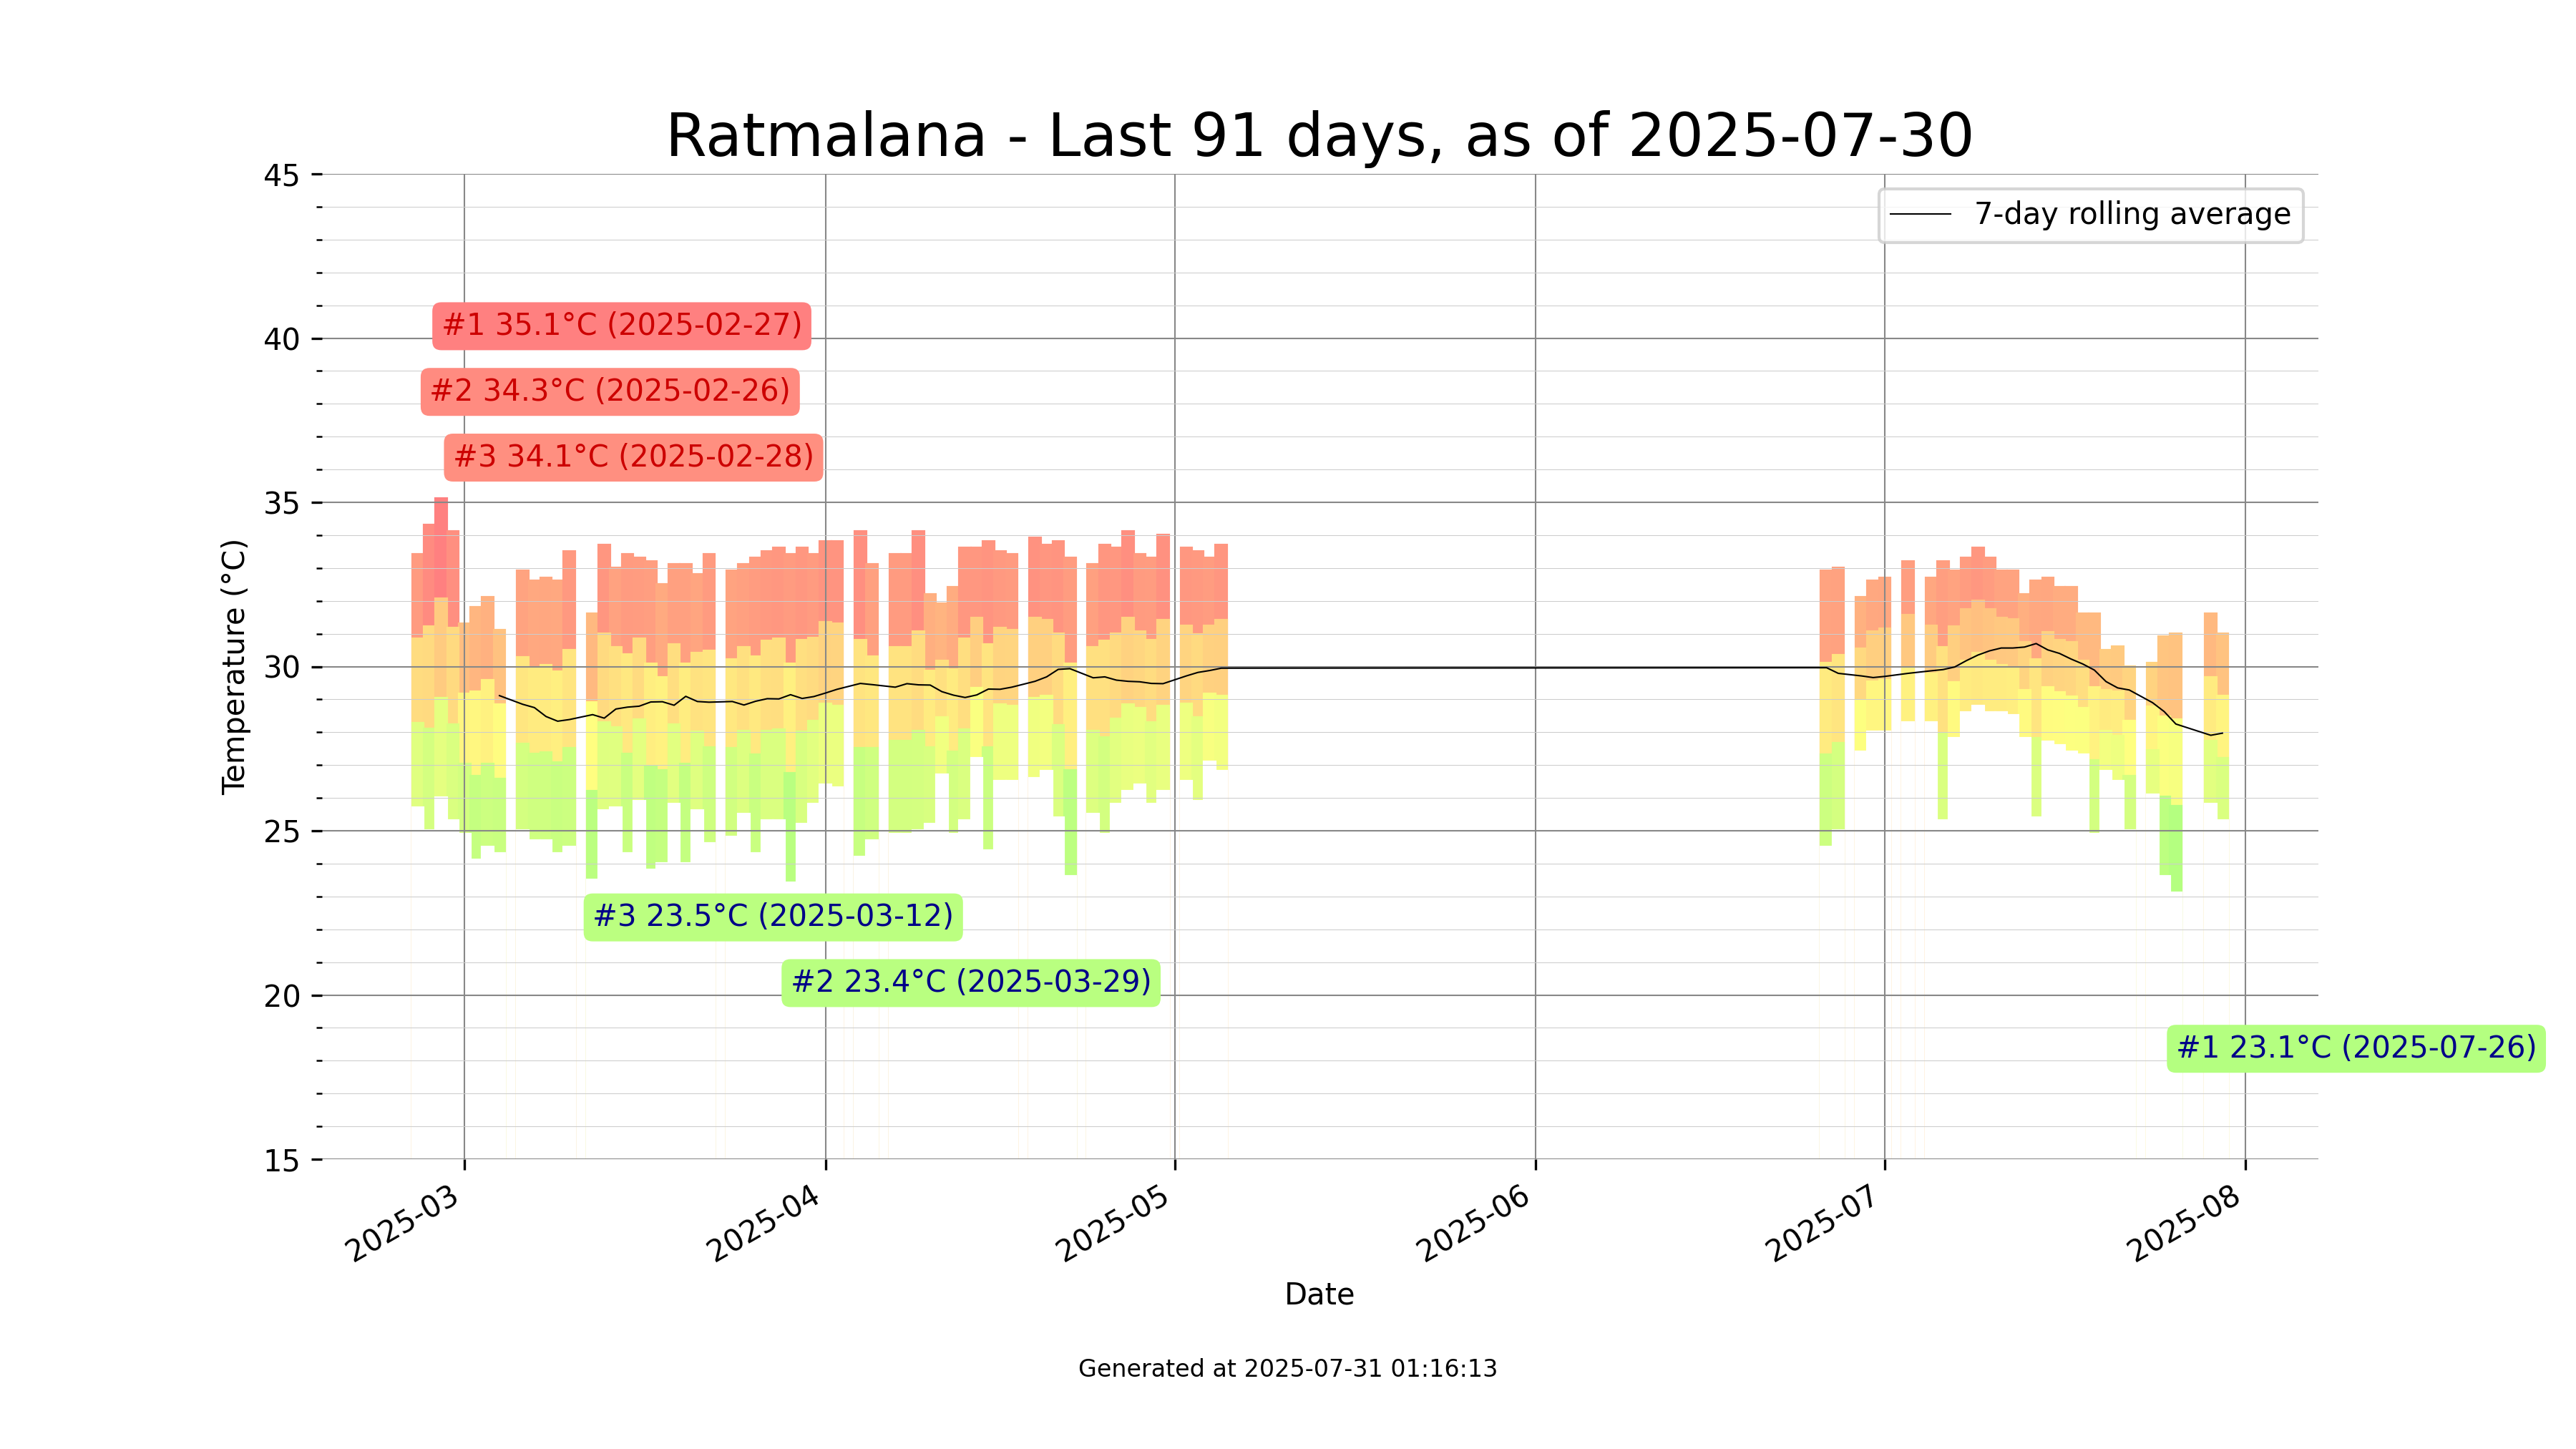 Ratmalana - Last 91 days, as of 2025-07-30
7-day rolling average
45
40
35
30
25
20
15
Temperature (°C)
#1 35.1°C (2025-02-27)
#2 34.3°C (2025-02-26)
#3 34.1°C (2025-02-28)
#3 23.5°C (2025-03-12)
#2 23.4°C (2025-03-29)
#1 23.1°C (2025-07-26)
2025-03
2025-04
2025-05
2025-06
2025-07
2025-08
Date
Generated at 2025-07-31 01:16:13